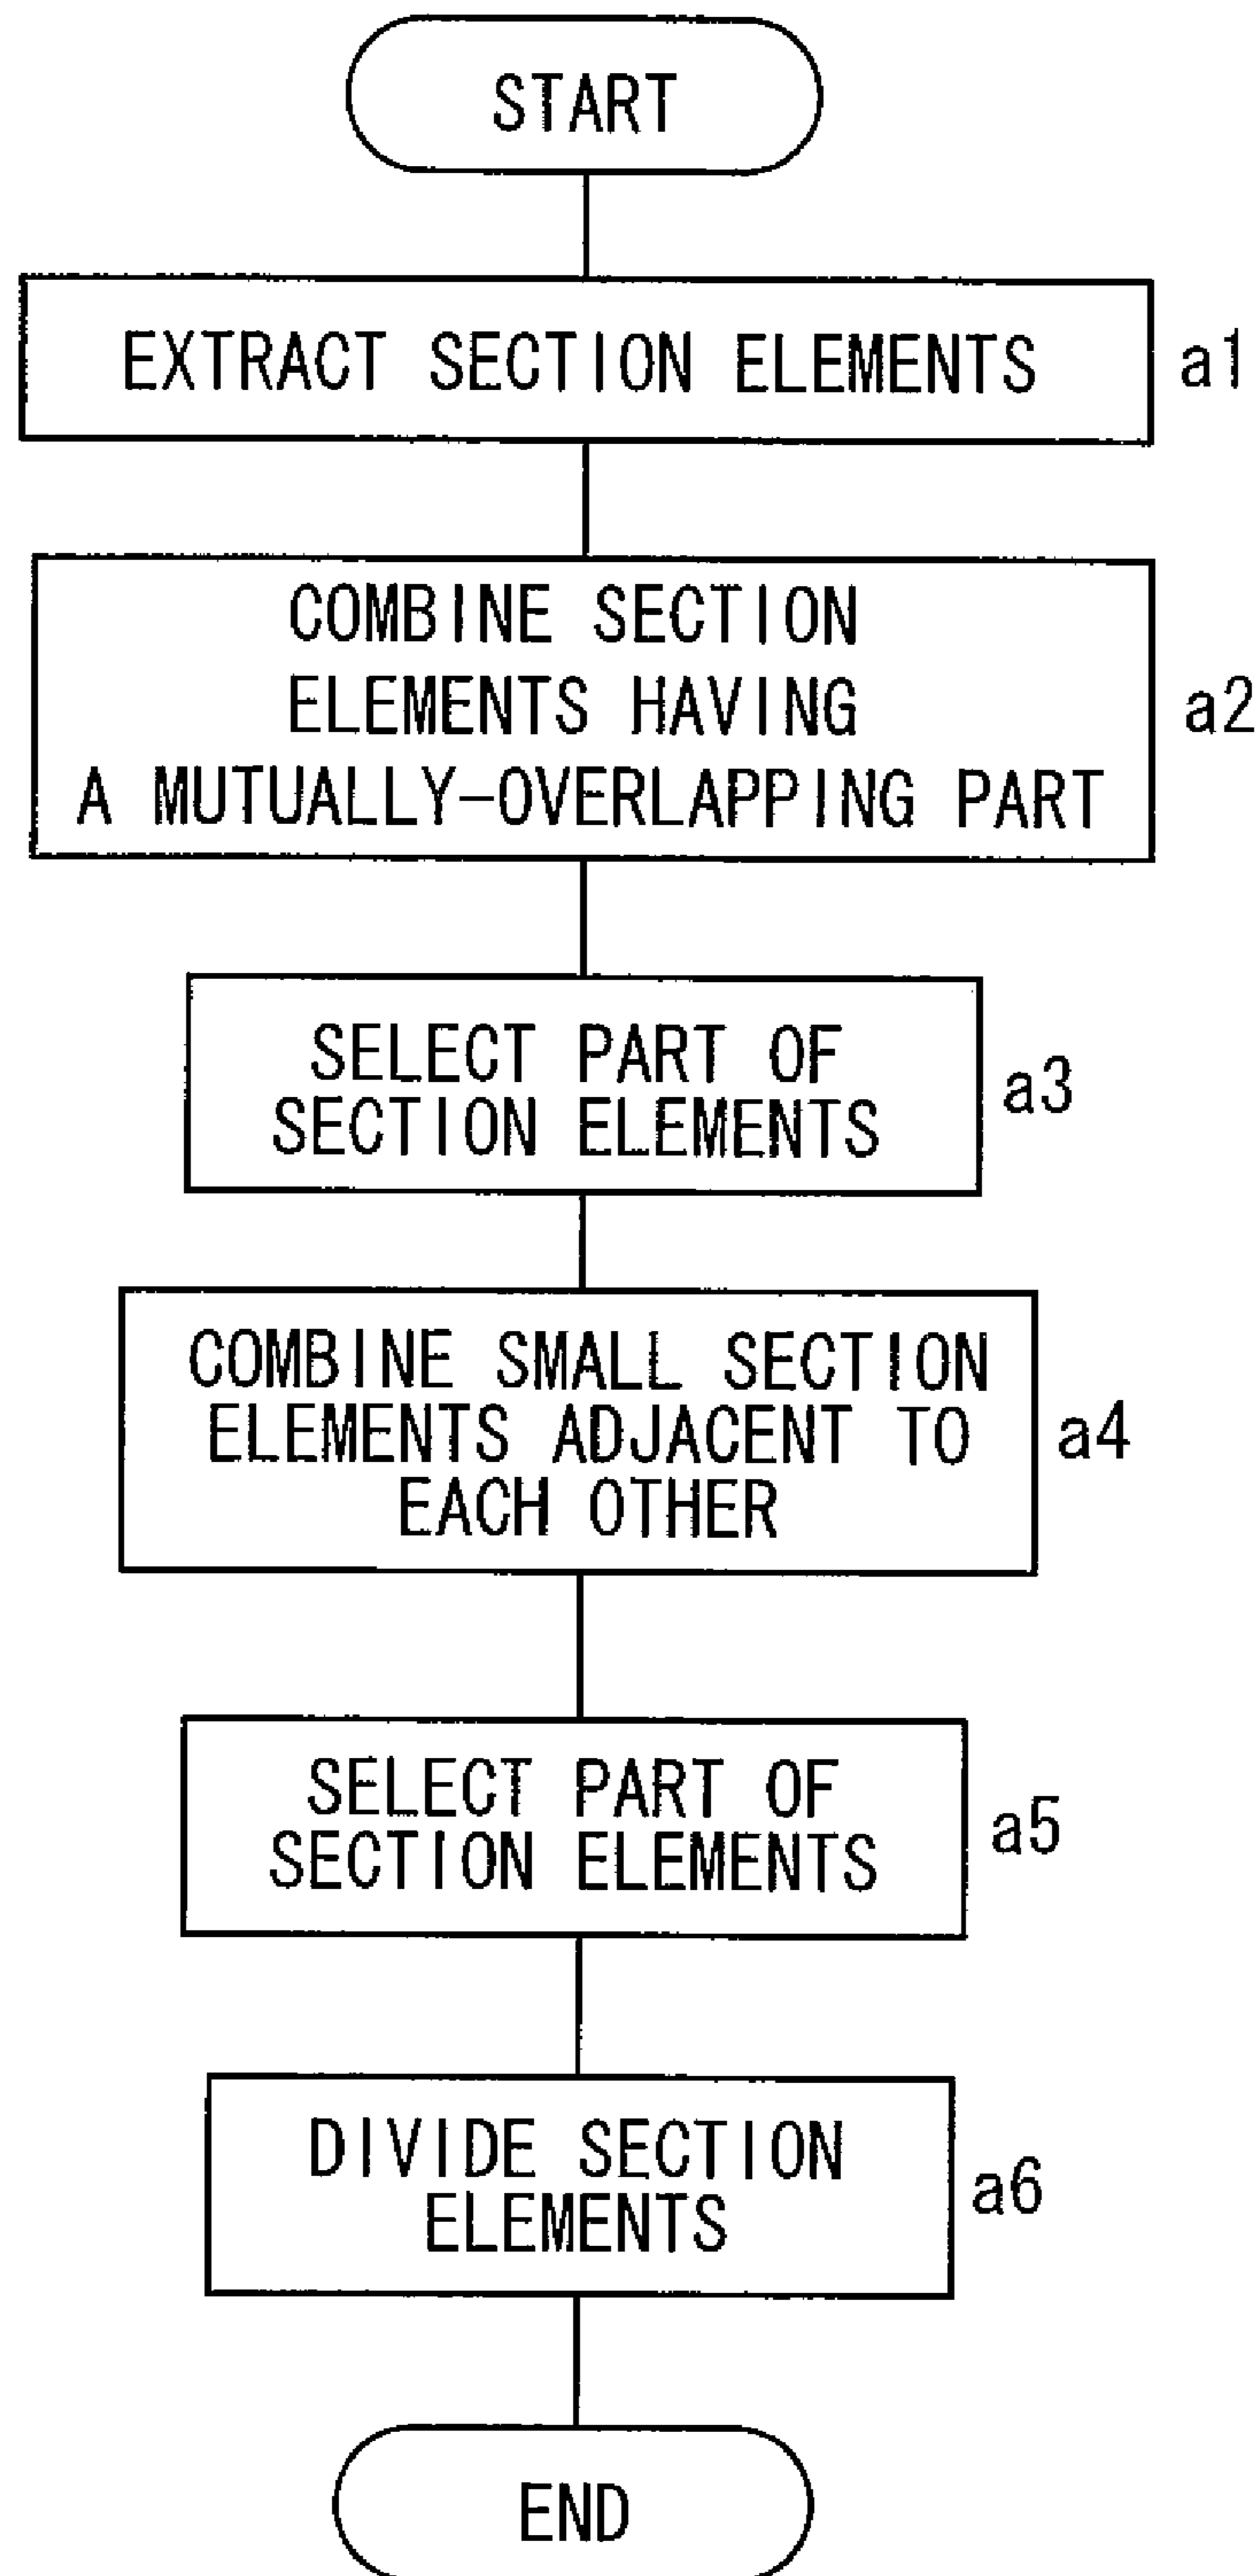 START
EXTRACT SECTION ELEMENTS
a1
COMBINE SECTION
ELEMENTS HAVING
A MUTUALLY-OVERLAPPING PART
a2
SELECT PART OF
SECTION ELEMENTS
a3
COMBINE SMALL SECTION
ELEMENTS ADJACENT TO
EACH OTHER
a4
SELECT PART OF
SECTION ELEMENTS
a5
DIVIDE SECTION
ELEMENTS
a6
END